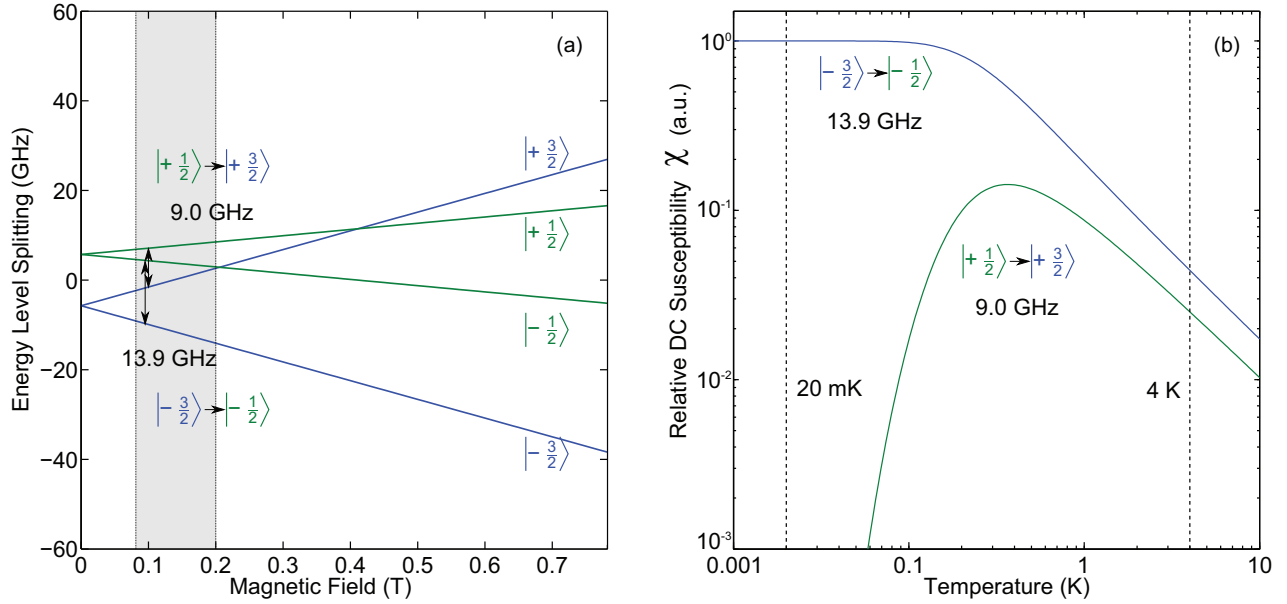 (a)
Energy Level Splitting (GHz)
60
40
20
0
−20
−40
−60
|+ 1/2⟩ → |+ 3/2⟩
9.0 GHz
13.9 GHz
|− 3/2⟩ → |− 1/2⟩
|+ 3/2⟩
|+ 1/2⟩
|− 1/2⟩
|− 3/2⟩
0 0.1 0.2 0.3 0.4 0.5 0.6 0.7
Magnetic Field (T)
(b)
Relative DC Susceptibility χ (a.u.)
10⁰
10⁻¹
10⁻²
10⁻³
|− 3/2⟩ → |− 1/2⟩
13.9 GHz
|+ 1/2⟩ → |+ 3/2⟩
9.0 GHz
20 mK
4 K
0.001 0.1 1 10
Temperature (K)